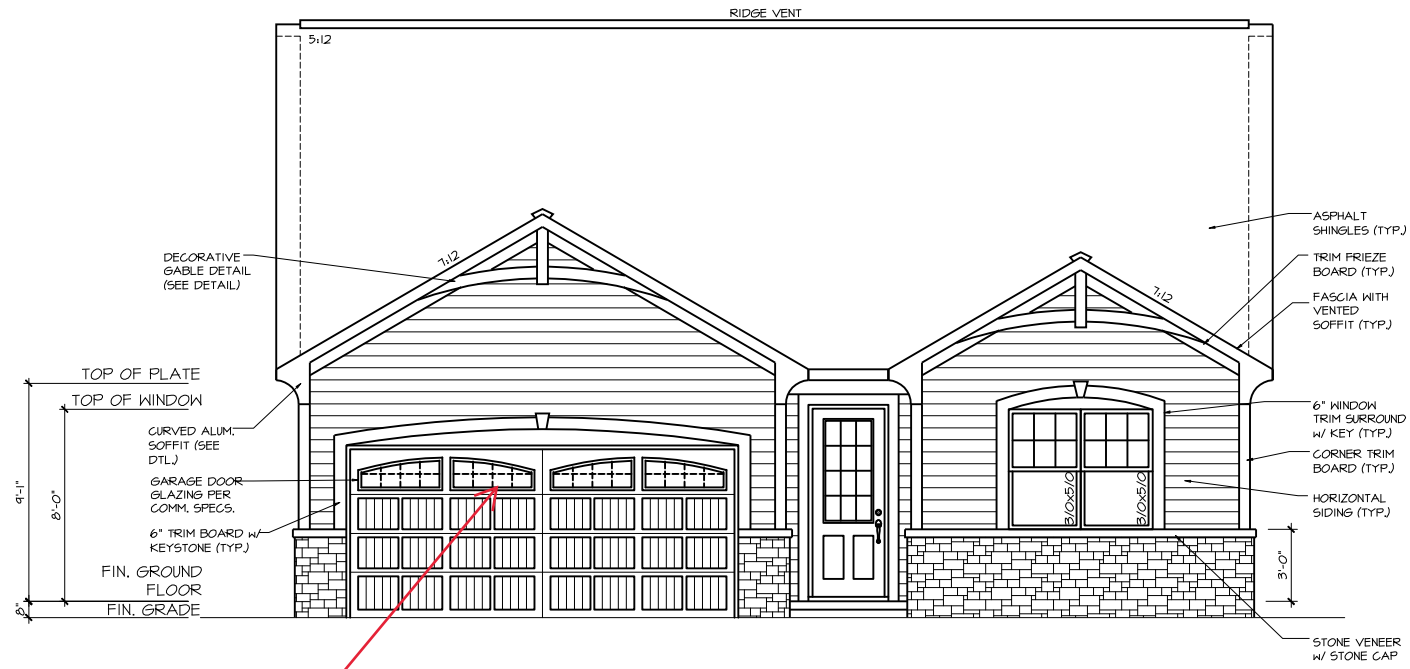 RIDGE VENT
5:12
ASPHALT
SHINGLES (TYP.)
DECORATIVE
GABLE DETAIL
(SEE DETAIL)
7:12
TRIM FRIEZE
BOARD (TYP.)
7:12
FASCIA WITH
VENTED
SOFFIT (TYP.)
TOP OF PLATE
TOP OF WINDOW
CURVED ALUM.
SOFFIT (SEE
DTL.)
6" WINDOW
TRIM SURROUND
W/ KEY (TYP.)
CORNER TRIM
BOARD (TYP.)
GARAGE DOOR
GLAZING PER
COMM. SPECS.
9'-1"
8'-0"
3/0x5/0
3/0x5/0
HORIZONTAL
SIDING (TYP.)
6" TRIM BOARD W/
KEYSTONE (TYP.)
FIN. GROUND
FLOOR
3'-0"
8"
FIN. GRADE
STONE VENEER
W/ STONE CAP